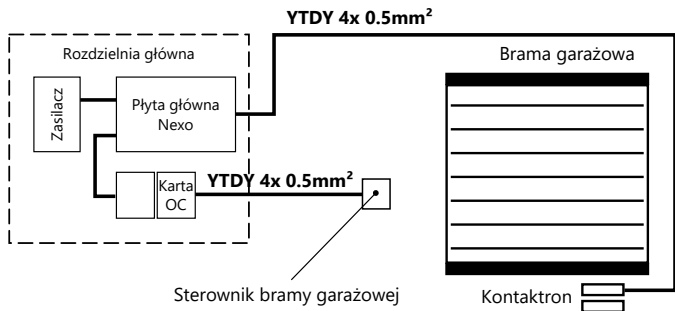 YTDY 4x 0.5mm²
Rozdzielnia główna
Brama garażowa
Zasilacz
Płyta główna
Nexo
Karta
OC
YTDY 4x 0.5mm²
Sterownik bramy garażowej
Kontaktron